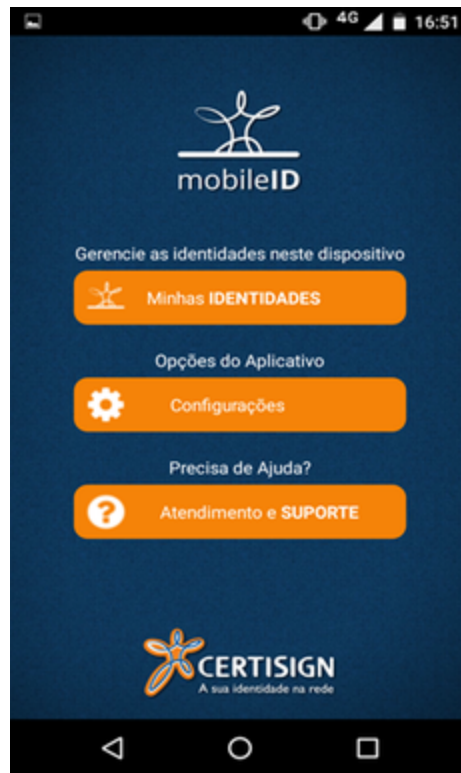 4G 16:51
mobileID
Gerencie as identidades neste dispositivo
Minhas IDENTIDADES
Opções do Aplicativo
Configurações
Precisa de Ajuda?
?
Atendimento e SUPORTE
CERTISIGN
A sua identidade na rede